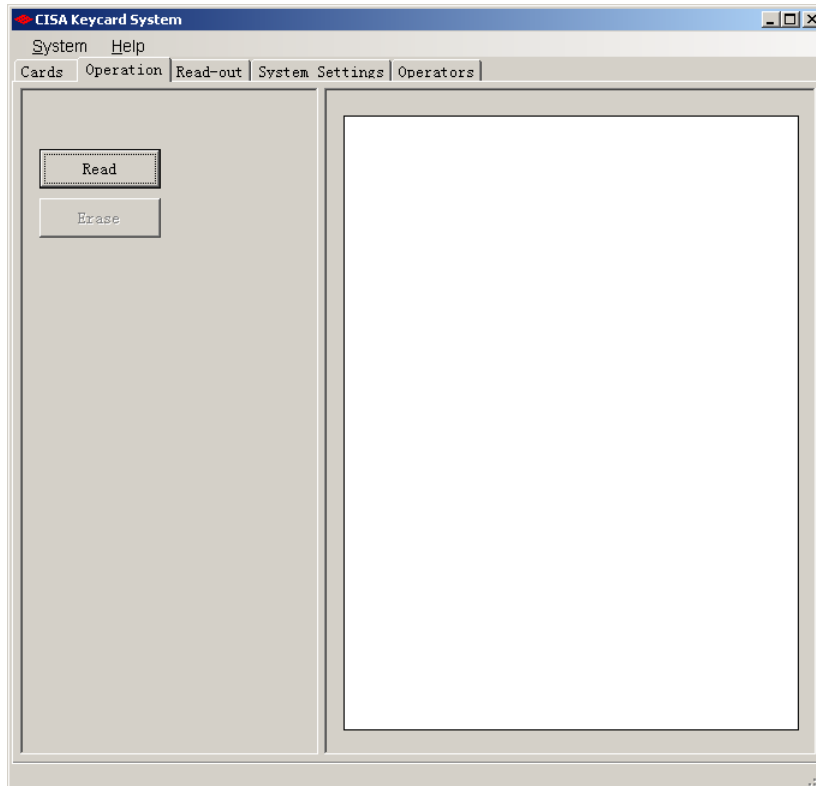 CISA Keycard System
System Help
Cards Operation Read-out System Settings Operators
Read
Erase